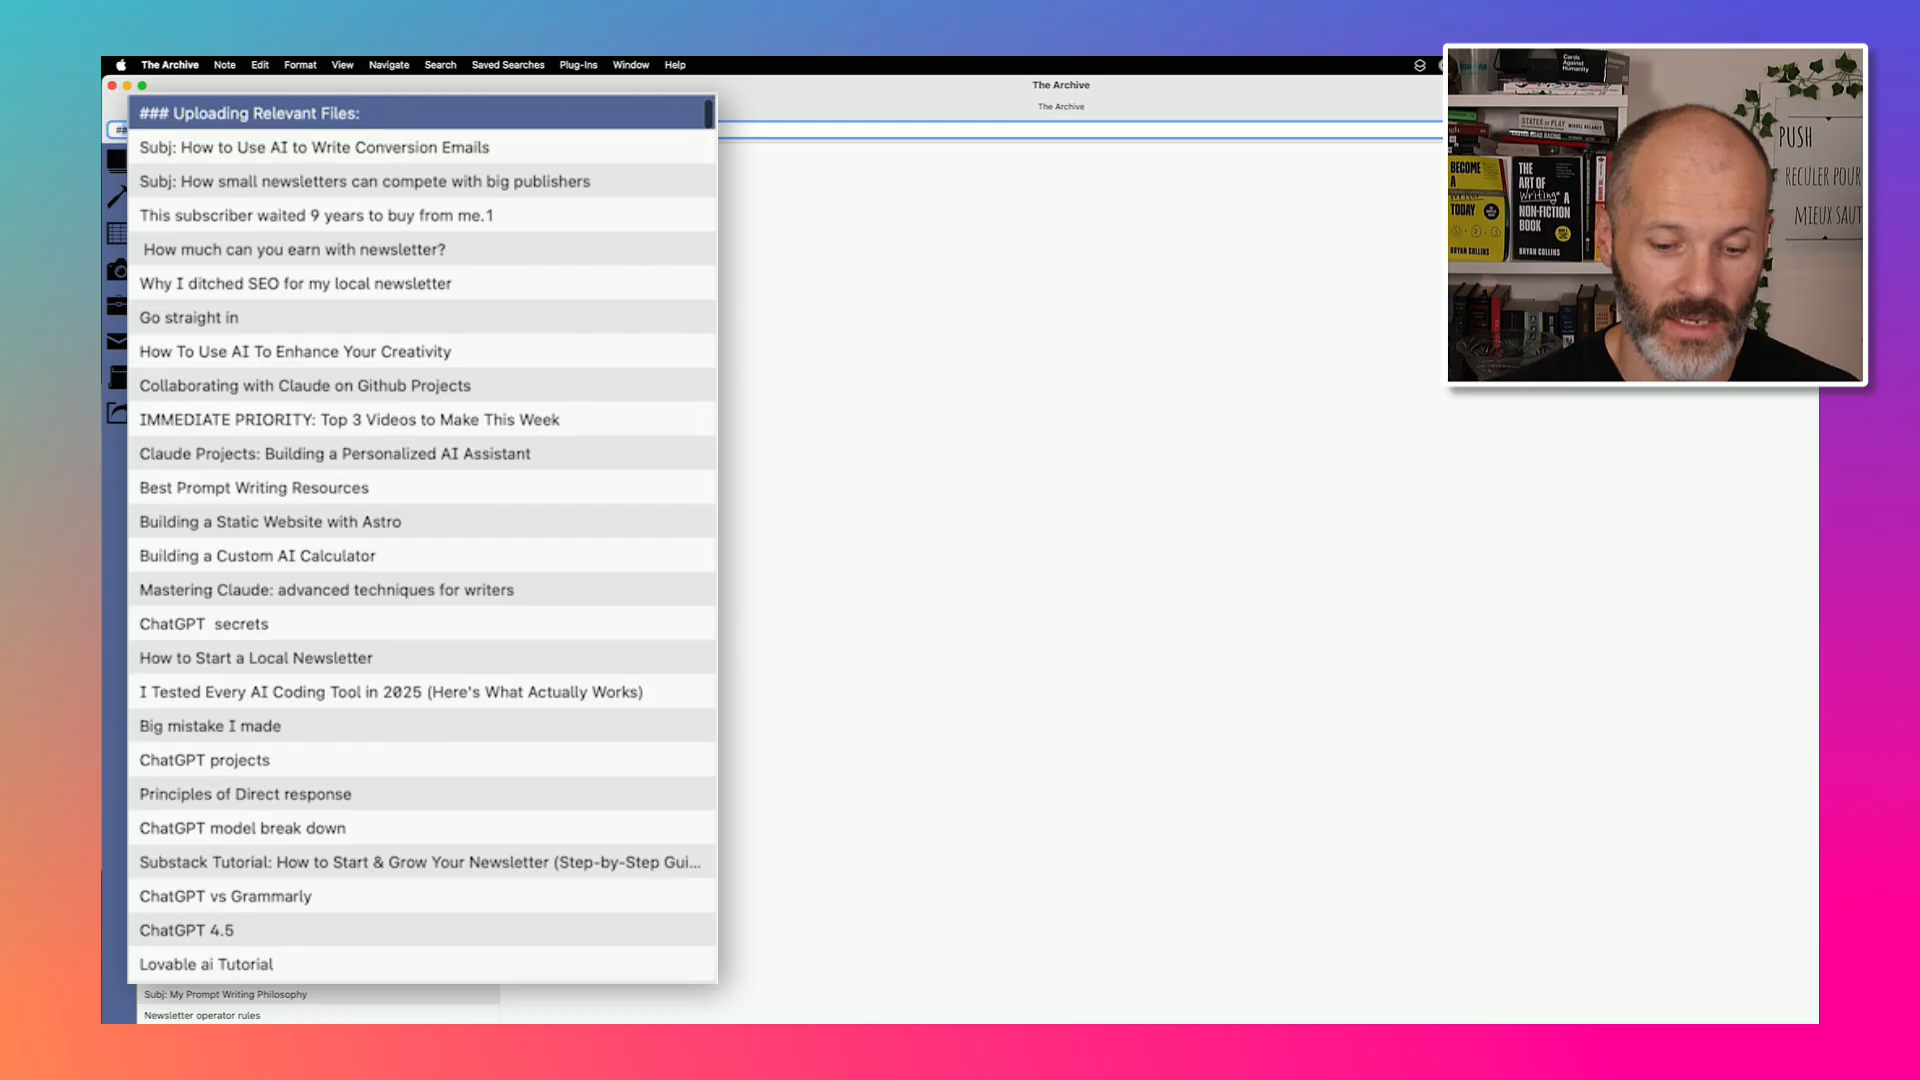 The Archive Note Edit Format View Navigate Search Saved Searches Plug-Ins Window Help
The Archive
The Archive
##
### Uploading Relevant Files:
Subj: How to Use AI to Write Conversion Emails
Subj: How small newsletters can compete with big publishers
This subscriber waited 9 years to buy from me.1
How much can you earn with newsletter?
Why I ditched SEO for my local newsletter
Go straight in
How To Use AI To Enhance Your Creativity
Collaborating with Claude on Github Projects
IMMEDIATE PRIORITY: Top 3 Videos to Make This Week
Claude Projects: Building a Personalized AI Assistant
Best Prompt Writing Resources
Building a Static Website with Astro
Building a Custom AI Calculator
Mastering Claude: advanced techniques for writers
ChatGPT  secrets
How to Start a Local Newsletter
I Tested Every AI Coding Tool in 2025 (Here's What Actually Works)
Big mistake I made
ChatGPT projects
Principles of Direct response
ChatGPT model break down
Substack Tutorial: How to Start & Grow Your Newsletter (Step-by-Step Gui...
ChatGPT vs Grammarly
ChatGPT 4.5
Lovable ai Tutorial
Subj: My Prompt Writing Philosophy
Newsletter operator rules
Cards
Against
Humanity
STATES OF PLAY
BECOME
A
WRITER
TODAY
BRYAN COLLINS
THE
ART OF
Writing
A
NON-FICTION
BOOK
BRYAN COLLINS
PUSH
RECULER POUR
MIEUX SAUT